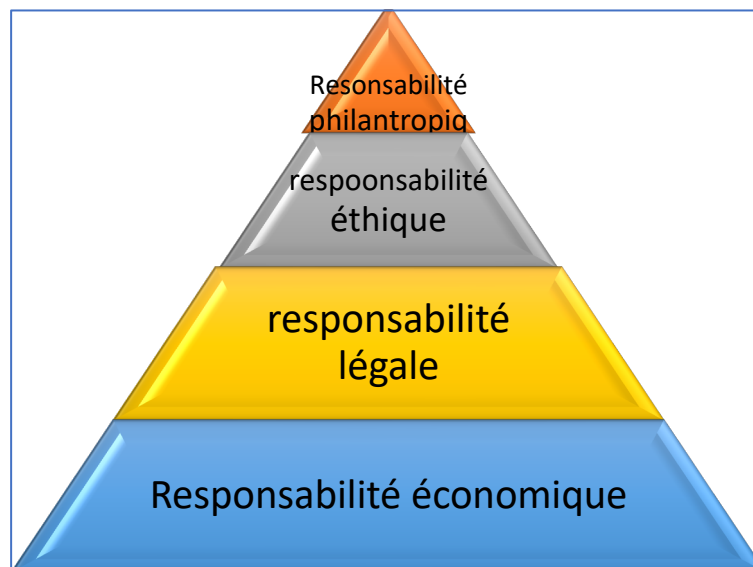 Resonsabilité
philantropiq
respoonsabilité
éthique
responsabilité
légale
Responsabilité économique